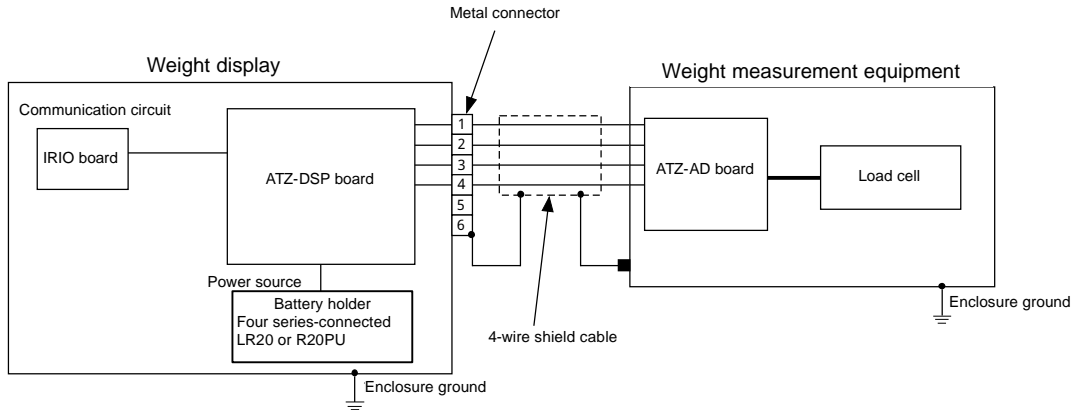 Metal connector
Weight display
Weight measurement equipment
Communication circuit
IRIO board
ATZ-DSP board
1
2
3
4
5
6
ATZ-AD board
Load cell
Power source
Battery holder
Four series-connected
LR20 or R20PU
4-wire shield cable
Enclosure ground
Enclosure ground